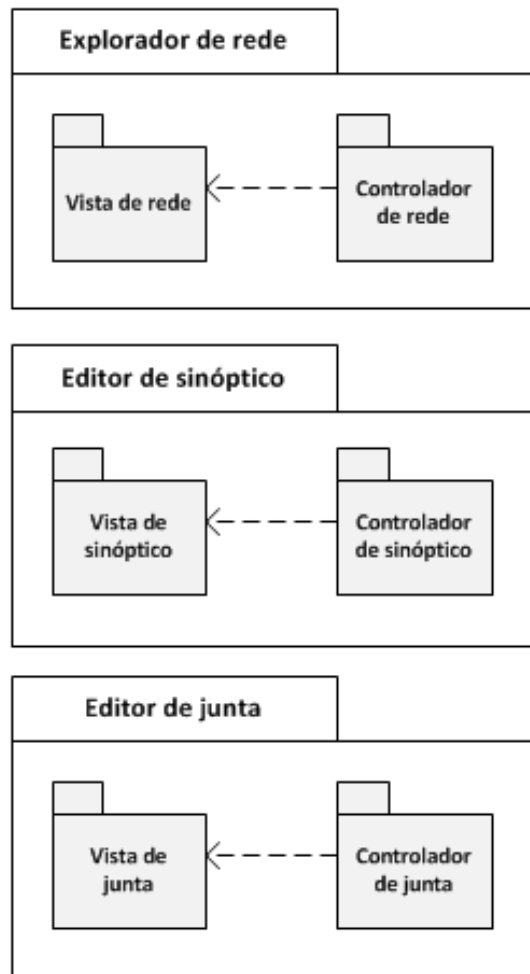 Explorador de rede
Vista de rede
Controlador
de rede
Editor de sinóptico
Vista de
sinóptico
Controlador
de sinóptico
Editor de junta
Vista de
junta
Controlador
de junta